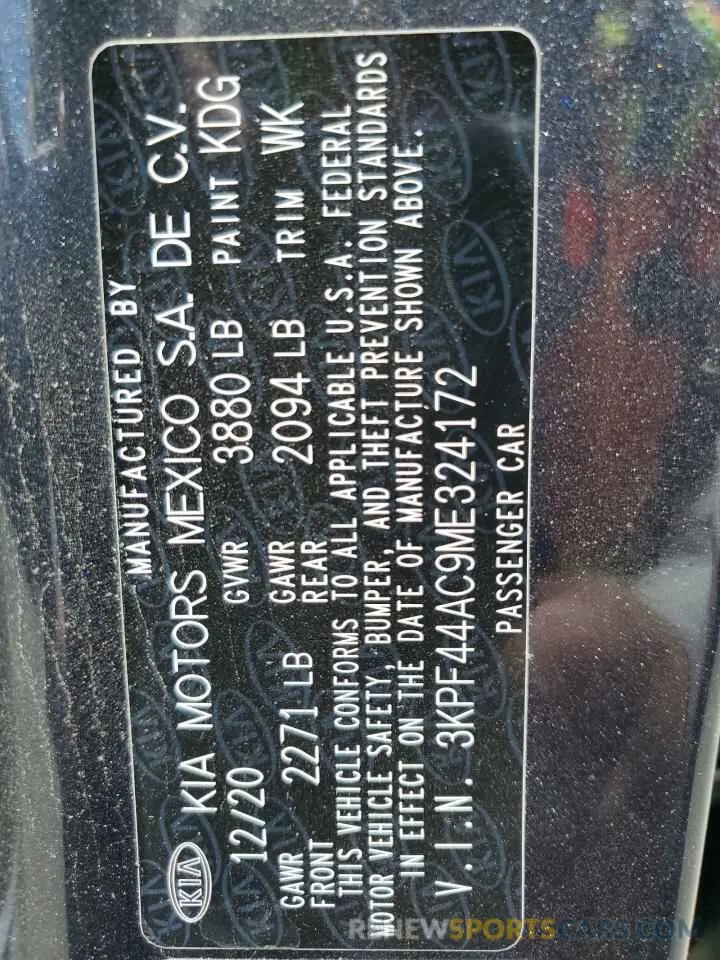 MANUFACTURED BY
KIA KIA MOTORS MEXICO S.A. DE C.V.
12/20 GVWR 3880 LB PAINT KDG
GAWR FRONT 2271 LB GAWR REAR 2094 LB TRIM WK
THIS VEHICLE CONFORMS TO ALL APPLICABLE U.S.A. FEDERAL
MOTOR VEHICLE SAFETY, BUMPER, AND THEFT PREVENTION STANDARDS
IN EFFECT ON THE DATE OF MANUFACTURE SHOWN ABOVE.
V.I.N. 3KPF44AC9ME324172
PASSENGER CAR
RENEWSPORTSCARS.COM